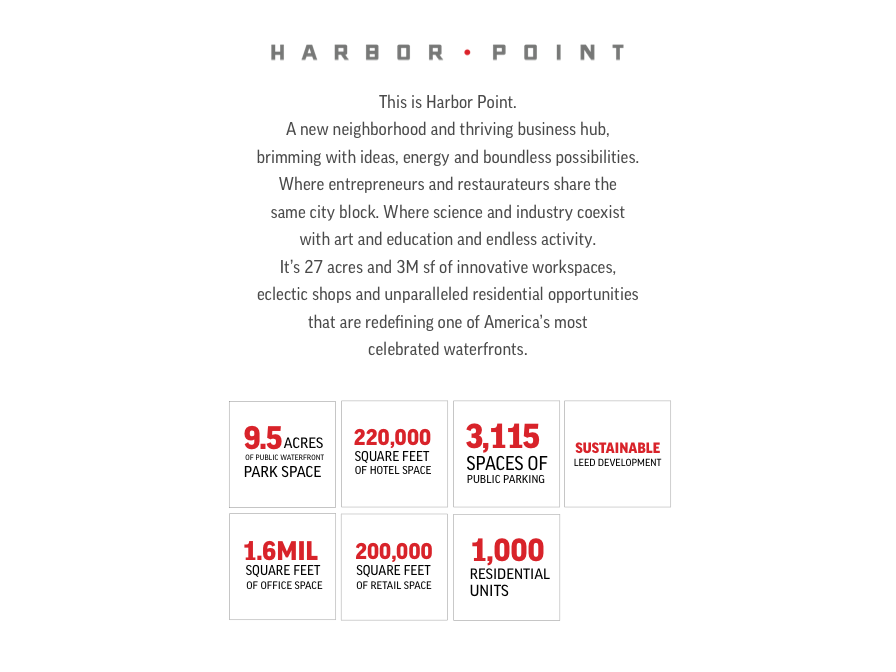 HARBOR • POINT
This is Harbor Point.
A new neighborhood and thriving business hub,
brimming with ideas, energy and boundless possibilities.
Where entrepreneurs and restaurateurs share the
same city block. Where science and industry coexist
with art and education and endless activity.
It's 27 acres and 3M sf of innovative workspaces,
eclectic shops and unparalleled residential opportunities
that are redefining one of America's most
celebrated waterfronts.
9.5 ACRES
OF PUBLIC WATERFRONT
PARK SPACE
220,000
SQUARE FEET
OF HOTEL SPACE
3,115
SPACES OF
PUBLIC PARKING
SUSTAINABLE
LEED DEVELOPMENT
1.6MIL
SQUARE FEET
OF OFFICE SPACE
200,000
SQUARE FEET
OF RETAIL SPACE
1,000
RESIDENTIAL
UNITS